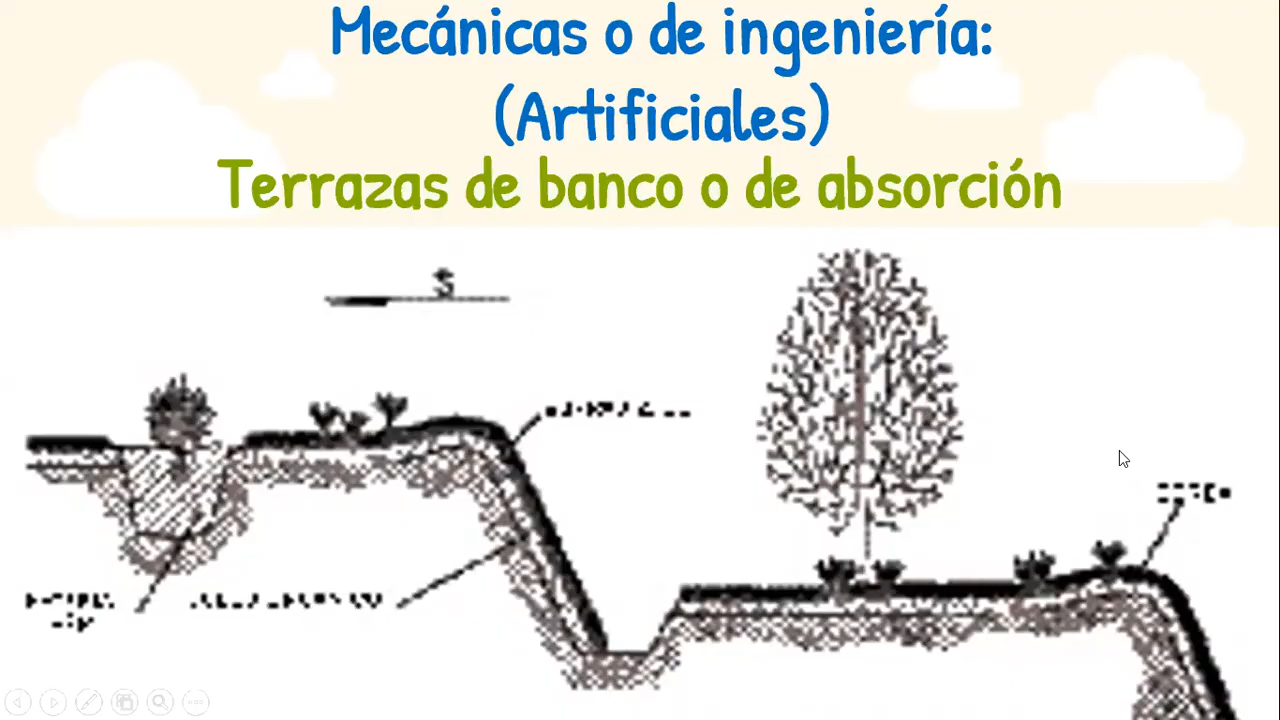 Mecánicas o de ingeniería:
(Artificiales)
Terrazas de banco o de absorción
S